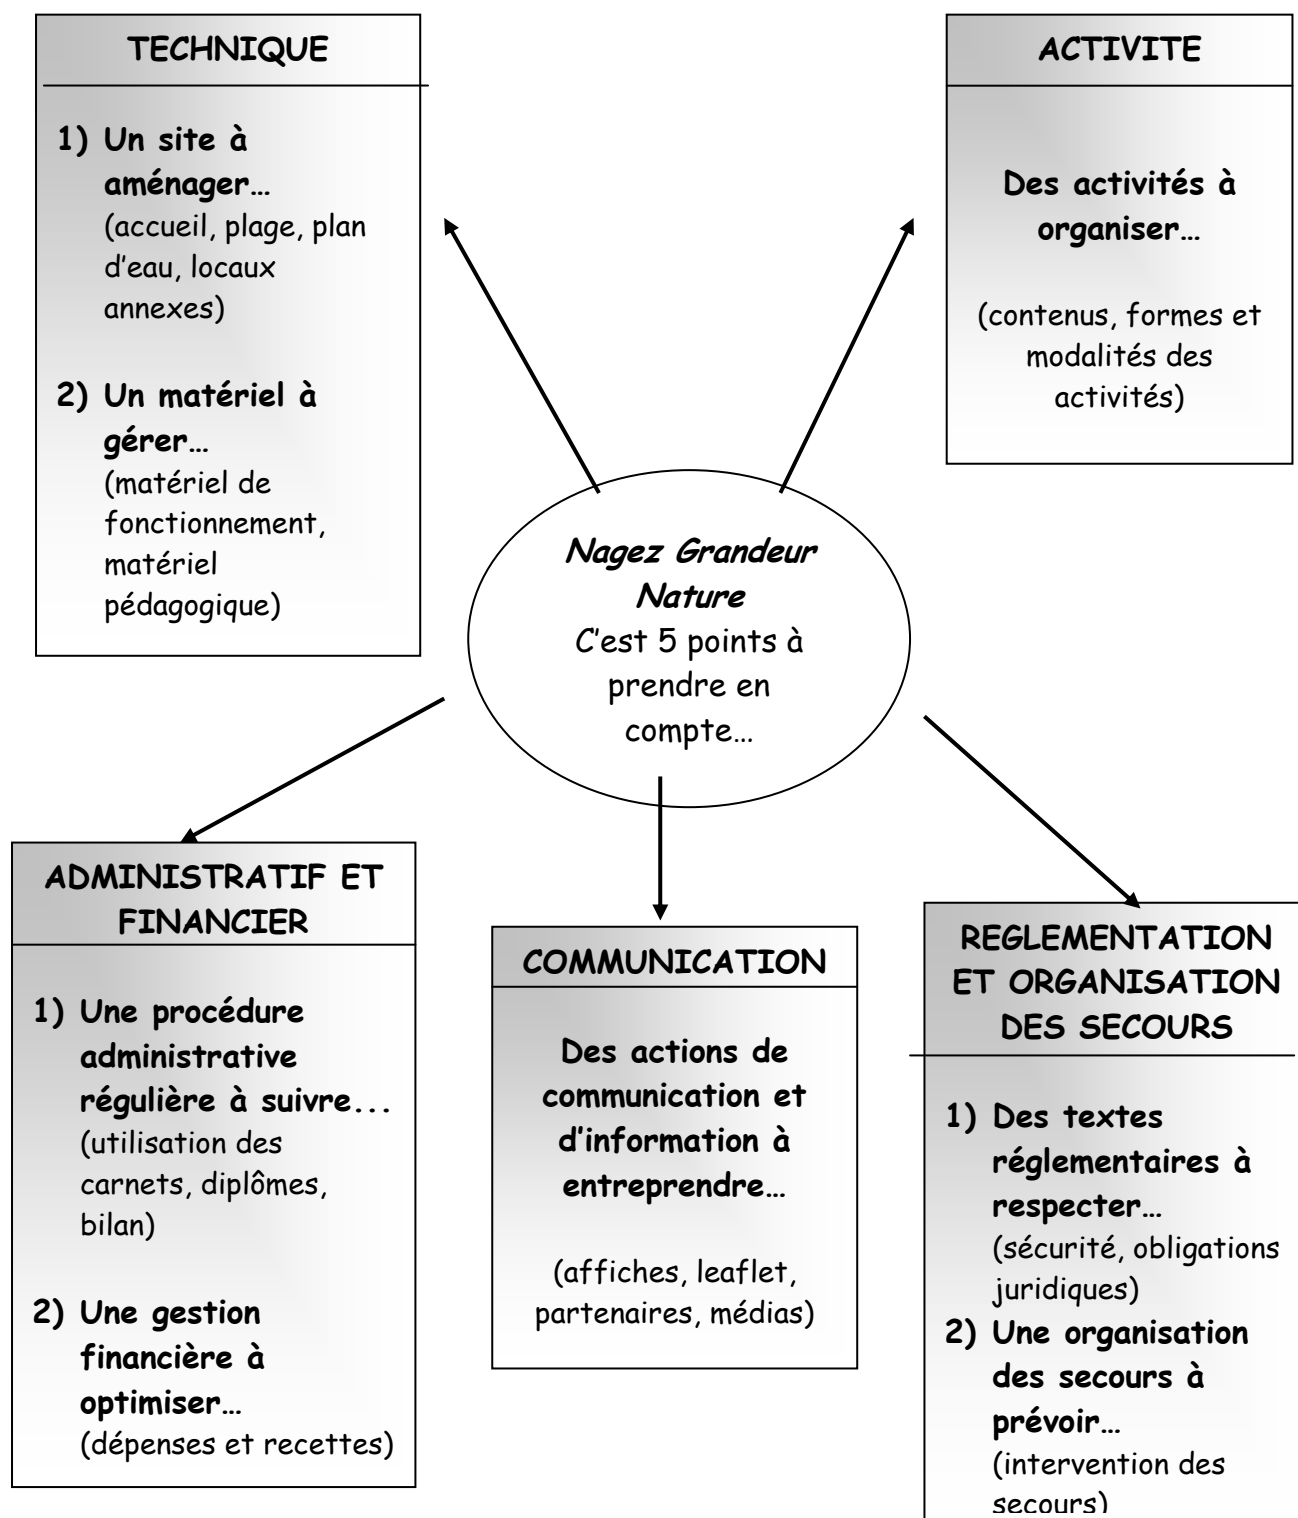 TECHNIQUE
1) Un site à
aménager…
(accueil, plage, plan
d'eau, locaux
annexes)
2) Un matériel à
gérer…
(matériel de
fonctionnement,
matériel
pédagogique)
ACTIVITE
Des activités à
organiser…
(contenus, formes et
modalités des
activités)
Nagez Grandeur
Nature
C'est 5 points à
prendre en
compte…
ADMINISTRATIF ET
FINANCIER
1) Une procédure
administrative
régulière à suivre...
(utilisation des
carnets, diplômes,
bilan)
2) Une gestion
financière à
optimiser…
(dépenses et recettes)
COMMUNICATION
Des actions de
communication et
d'information à
entreprendre…
(affiches, leaflet,
partenaires, médias)
REGLEMENTATION
ET ORGANISATION
DES SECOURS
1) Des textes
réglementaires à
respecter…
(sécurité, obligations
juridiques)
2) Une organisation
des secours à
prévoir…
(intervention des
secours)